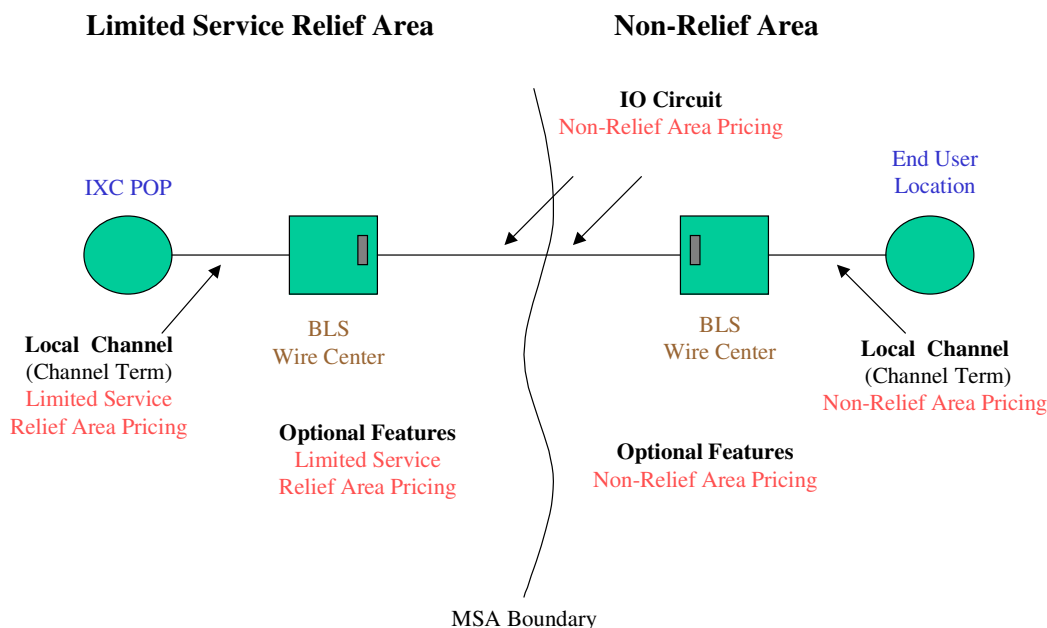 Limited Service Relief Area
Non-Relief Area
IO Circuit
Non-Relief Area Pricing
IXC POP
End User
Location
BLS
Wire Center
BLS
Wire Center
Local Channel
(Channel Term)
Limited Service
Relief Area Pricing
Local Channel
(Channel Term)
Non-Relief Area Pricing
Optional Features
Limited Service
Relief Area Pricing
Optional Features
Non-Relief Area Pricing
MSA Boundary